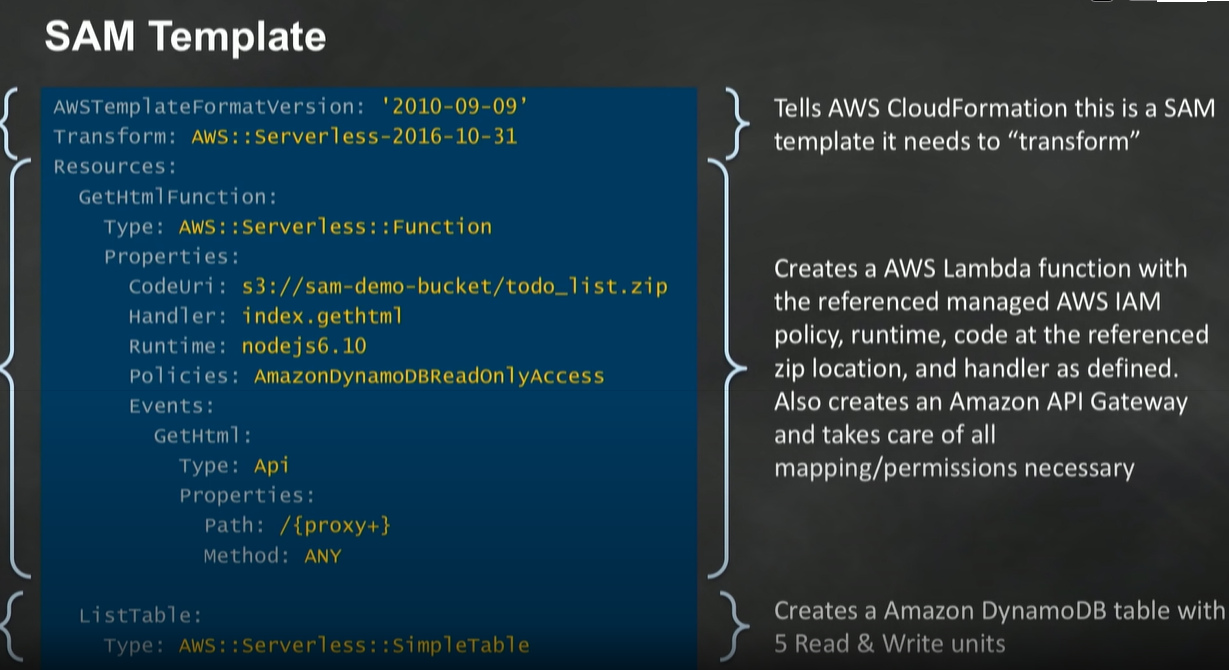 SAM Template
AWSTemplateFormatVersion: '2010-09-09'
Transform: AWS::Serverless-2016-10-31
Resources:
  GetHtmlFunction:
    Type: AWS::Serverless::Function
    Properties:
      CodeUri: s3://sam-demo-bucket/todo_list.zip
      Handler: index.gethtml
      Runtime: nodejs6.10
      Policies: AmazonDynamoDBReadOnlyAccess
      Events:
        GetHtml:
          Type: Api
          Properties:
            Path: /{proxy+}
            Method: ANY
  ListTable:
    Type: AWS::Serverless::SimpleTable
Tells AWS CloudFormation this is a SAM
template it needs to “transform”
Creates a AWS Lambda function with
the referenced managed AWS IAM
policy, runtime, code at the referenced
zip location, and handler as defined.
Also creates an Amazon API Gateway
and takes care of all
mapping/permissions necessary
Creates a Amazon DynamoDB table with
5 Read & Write units